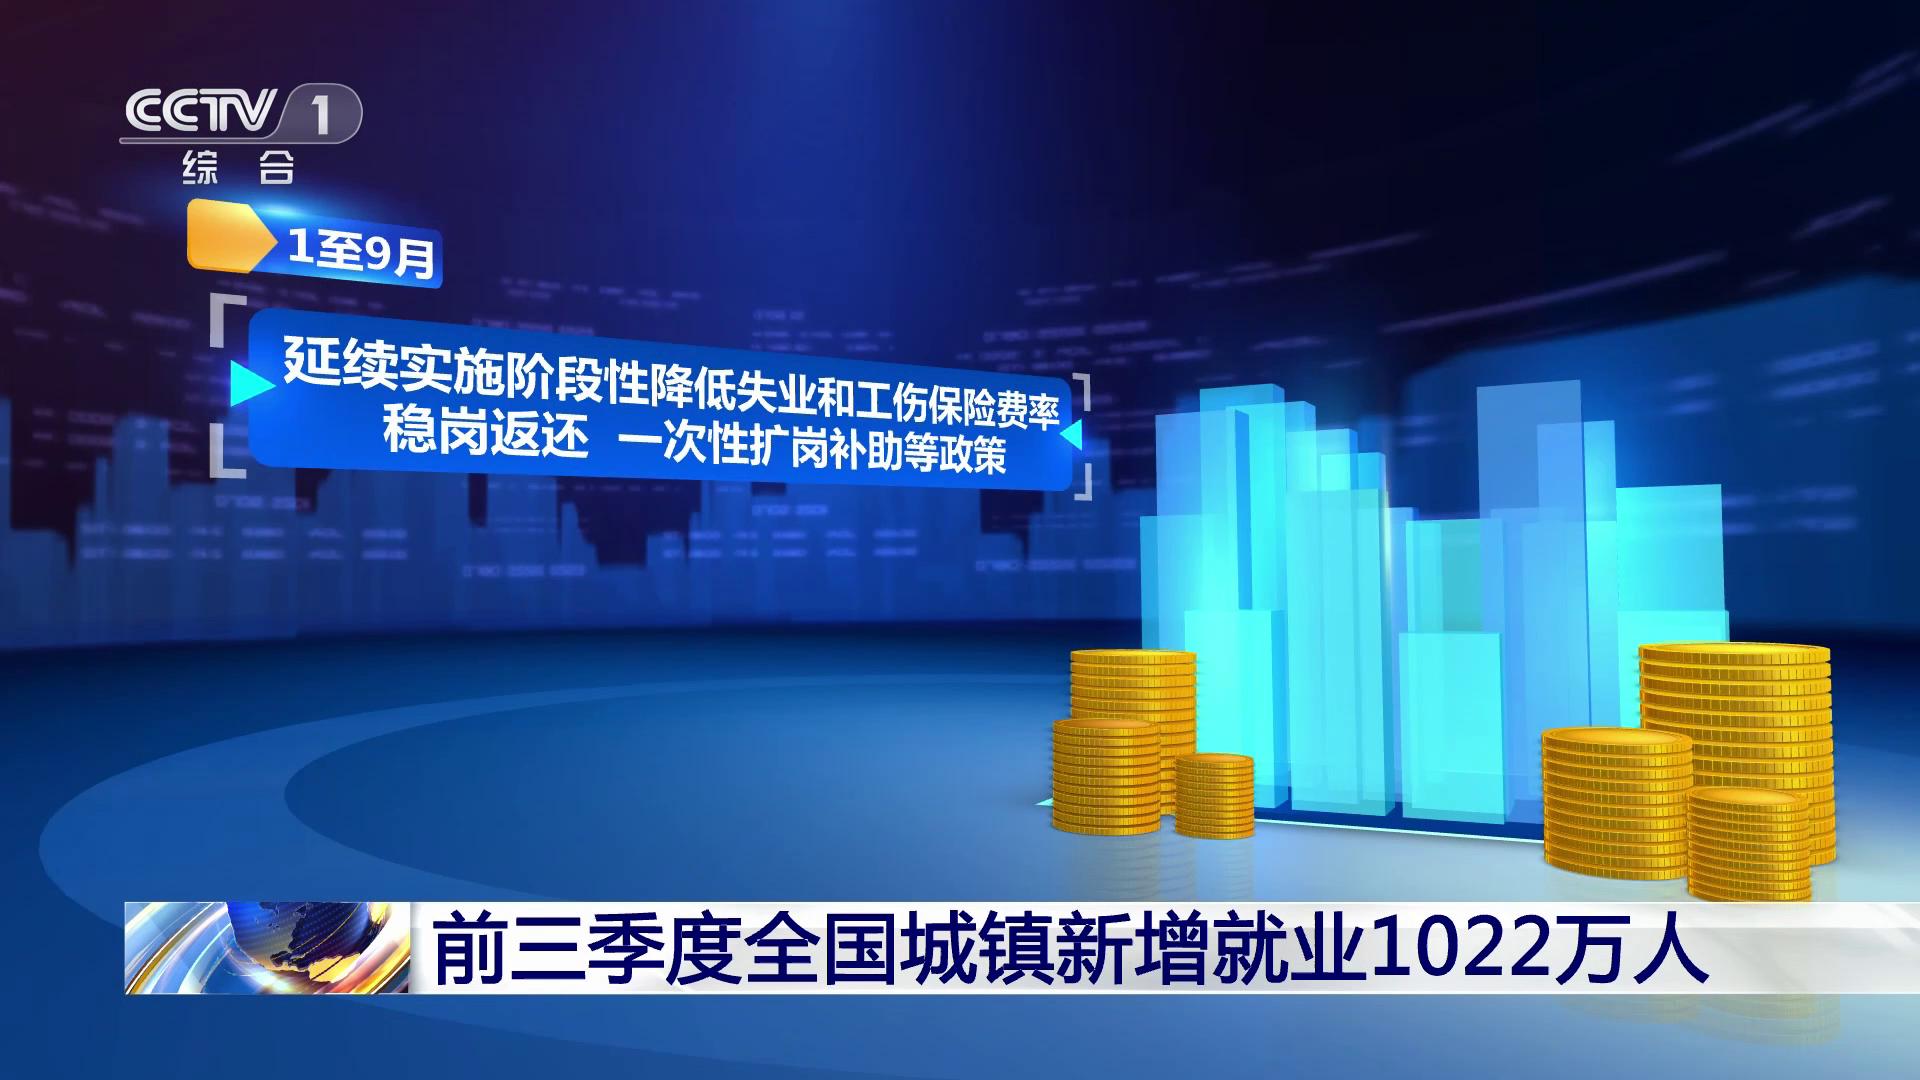 CCTV 1
综 合
1至9月
延续实施阶段性降低失业和工伤保险费率
稳岗返还 一次性扩岗补助等政策
前三季度全国城镇新增就业1022万人